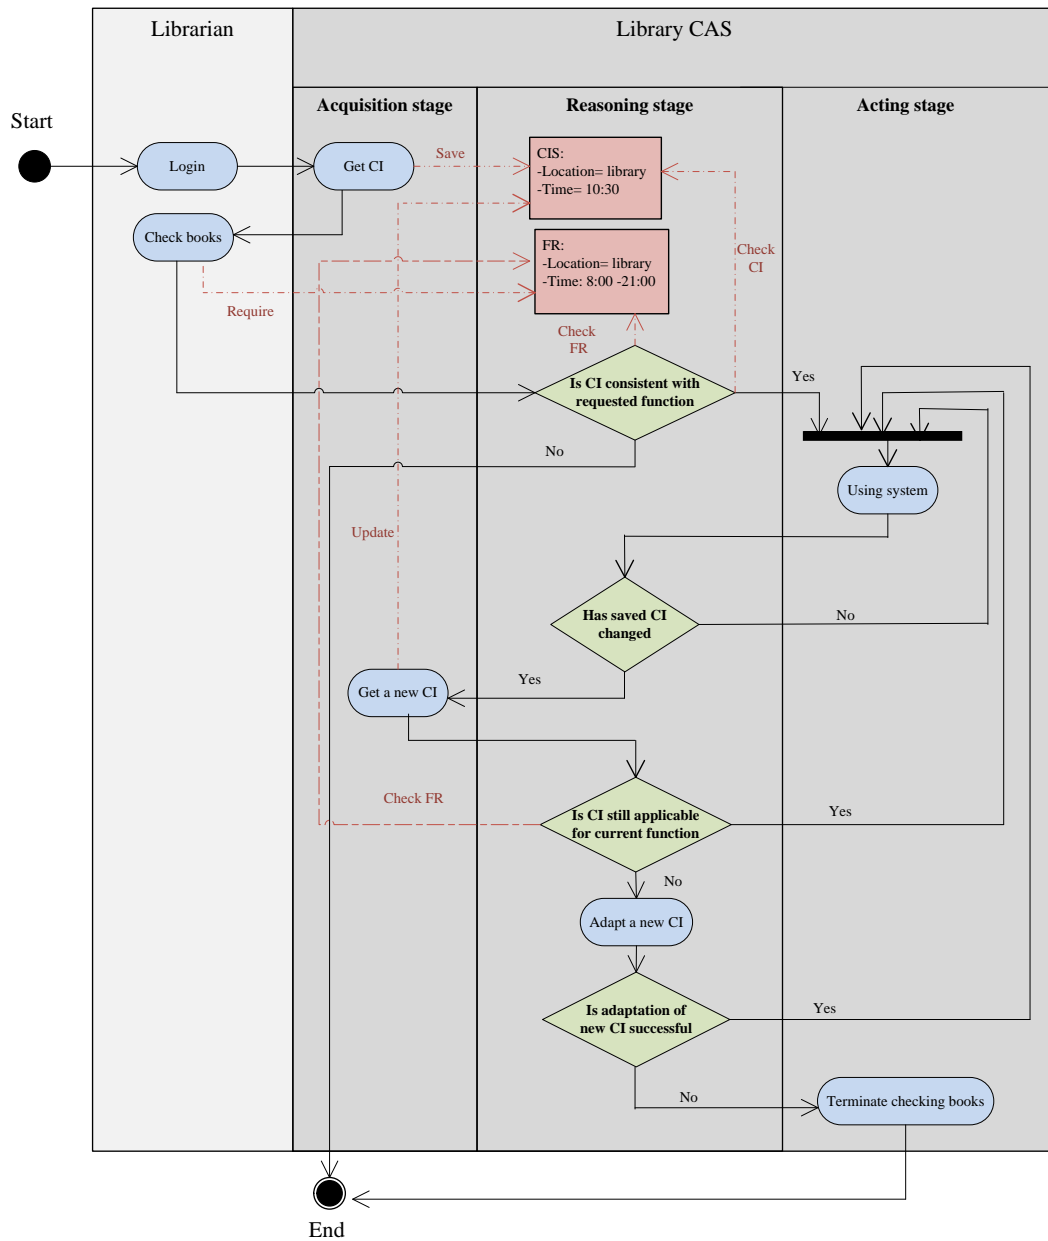 Librarian
Library CAS
Acquisition stage
Reasoning stage
Acting stage
Start
Login
Get CI
Save
CIS:
-Location= library
-Time= 10:30
Check books
FR:
-Location= library
-Time: 8:00 -21:00
Check
CI
Require
Check
FR
Is CI consistent with
requested function
Yes
No
Using system
Update
Has saved CI
changed
No
Yes
Get a new CI
Check FR
Is CI still applicable
for current function
Yes
No
Adapt a new CI
Is adaptation of
new CI successful
Yes
No
Terminate checking books
End